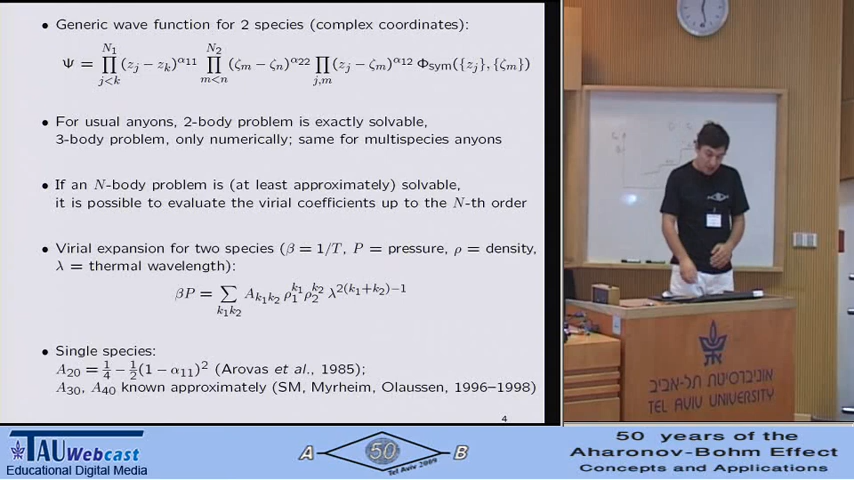 • Generic wave function for 2 species (complex coordinates):
Ψ = ∏_{j<k}^{N_1} (z_j − z_k)^{α_{11}} ∏_{m<n}^{N_2} (ζ_m − ζ_n)^{α_{22}} ∏_{j,m} (z_j − ζ_m)^{α_{12}} Φ_{sym}({z_j}, {ζ_m})
• For usual anyons, 2-body problem is exactly solvable,
3-body problem, only numerically; same for multispecies anyons
• If an N-body problem is (at least approximately) solvable,
it is possible to evaluate the virial coefficients up to the N-th order
• Virial expansion for two species (β = 1/T, P = pressure, ρ = density,
λ = thermal wavelength):
βP = ∑_{k_1k_2} A_{k_1k_2} ρ_1^{k_1} ρ_2^{k_2} λ^{2(k_1+k_2)−1}
• Single species:
A_{20} = 1/4 − 1/2(1 − α_{11})^2 (Arovas et al., 1985);
A_{30}, A_{40} known approximately (SM, Myrheim, Olaussen, 1996–1998)
4
אוניברסיטת תל-אביב
TEL AVIV UNIVERSITY
TAU Webcast
Educational Digital Media
A 50 B
Tel Aviv 2009
50 years of the
Aharonov-Bohm Effect
Concepts and Applications